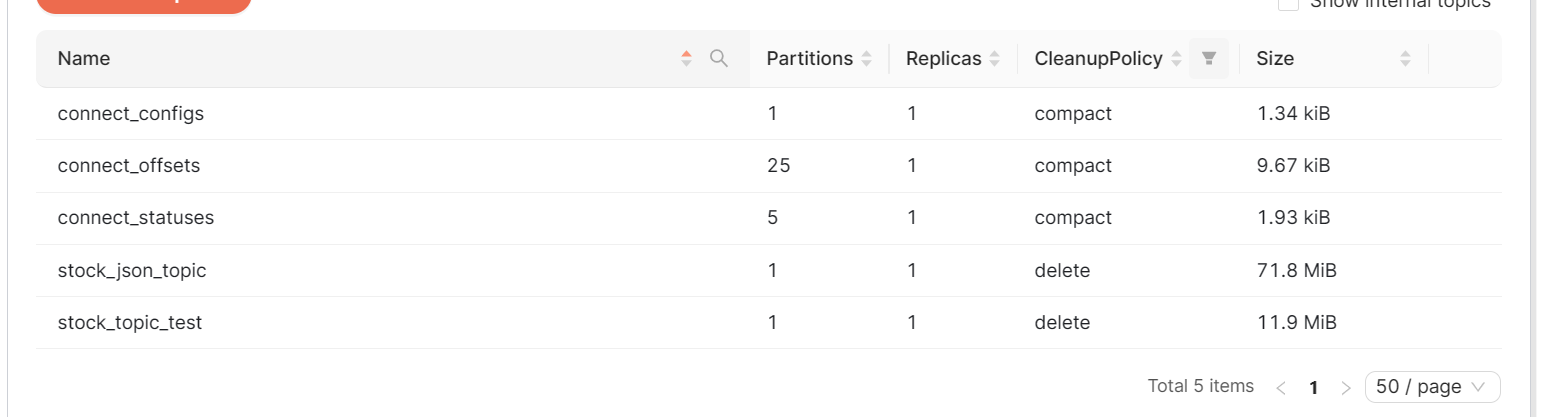 Show internal topics
Name Partitions Replicas CleanupPolicy Size
connect_configs 1 1 compact 1.34 kiB
connect_offsets 25 1 compact 9.67 kiB
connect_statuses 5 1 compact 1.93 kiB
stock_json_topic 1 1 delete 71.8 MiB
stock_topic_test 1 1 delete 11.9 MiB
Total 5 items < 1 > 50 / page